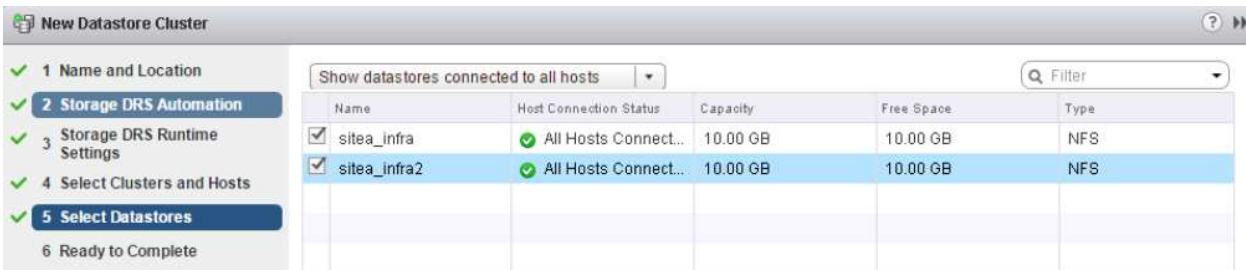 New Datastore Cluster
?
1 Name and Location
2 Storage DRS Automation
3 Storage DRS Runtime
Settings
4 Select Clusters and Hosts
5 Select Datastores
6 Ready to Complete
Show datastores connected to all hosts
Filter
Name Host Connection Status Capacity Free Space Type
sitea_infra All Hosts Connect... 10.00 GB 10.00 GB NFS
sitea_infra2 All Hosts Connect... 10.00 GB 10.00 GB NFS